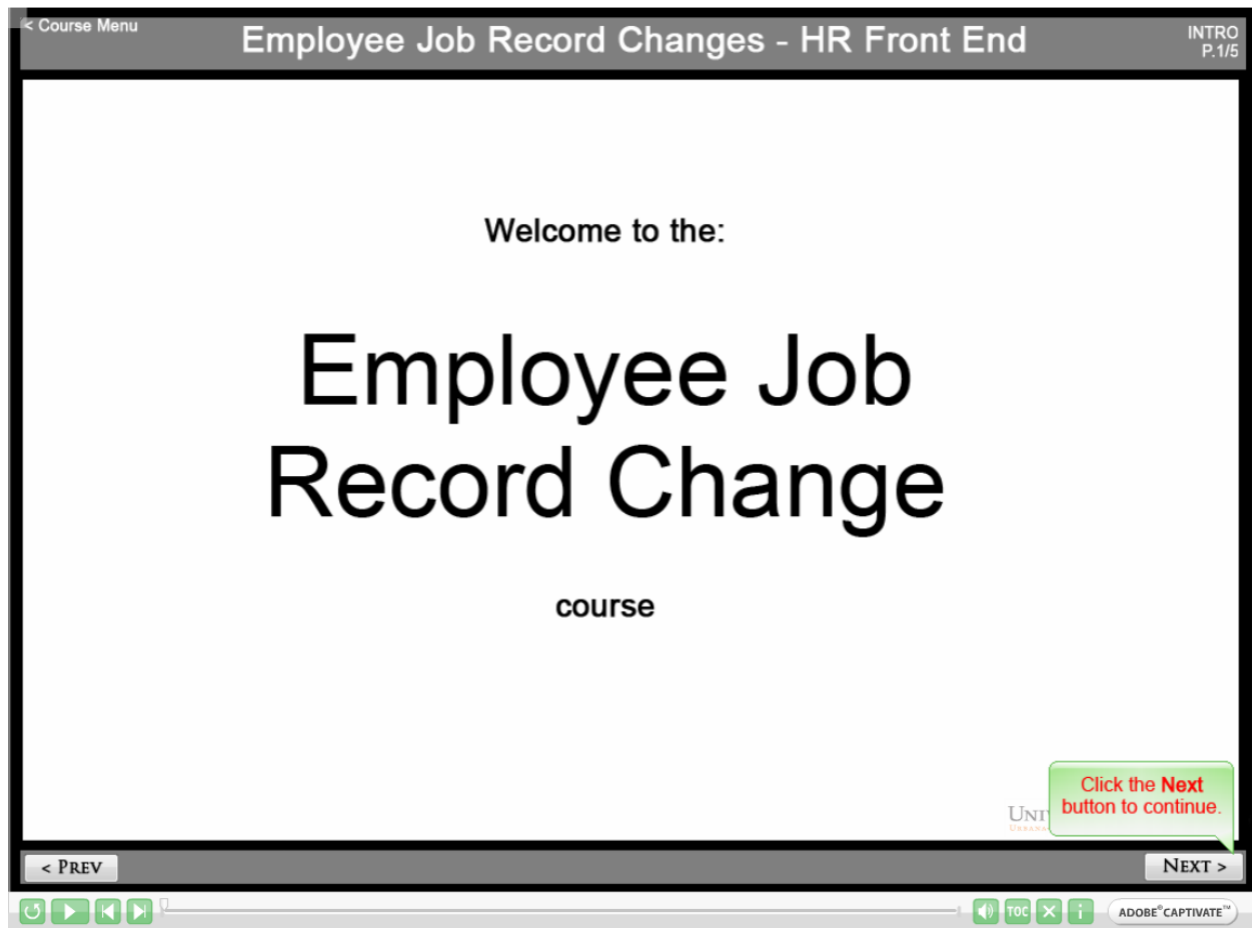 < Course Menu
Employee Job Record Changes - HR Front End
INTRO
P.1/5
Welcome to the:
Employee Job
Record Change
course
Click the Next
button to continue.
< PREV
NEXT >
TOC
i
ADOBE® CAPTIVATE™